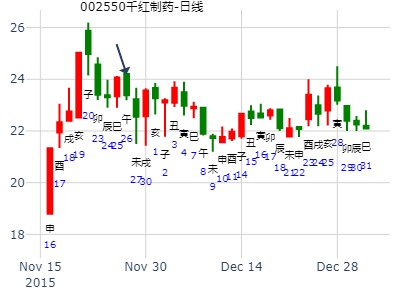 002550千红制药-日线
26
24
22
20
18
申
16
酉
17
戌
18
亥
19
子
20
卯
23
辰
24
巳
25
午
26
未
27
戌
30
亥
1
子
2
丑
3
寅
4
巳
7
午
8
未
9
申
10
酉
11
子
14
丑
15
寅
16
卯
17
辰
18
未
21
申
22
酉
23
戌
24
亥
25
寅
28
卯
29
辰
30
巳
31
Nov 15
2015
Nov 30
Dec 14
Dec 28